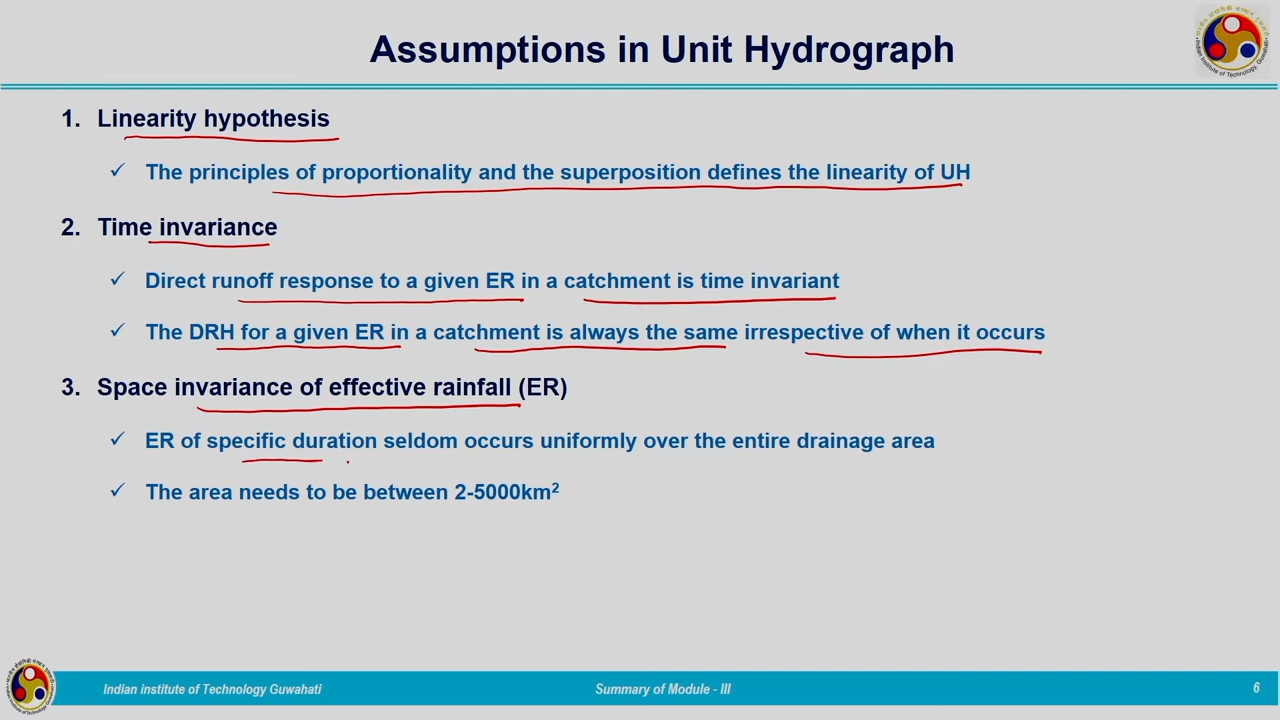 Assumptions in Unit Hydrograph
1. Linearity hypothesis
✓ The principles of proportionality and the superposition defines the linearity of UH
2. Time invariance
✓ Direct runoff response to a given ER in a catchment is time invariant
✓ The DRH for a given ER in a catchment is always the same irrespective of when it occurs
3. Space invariance of effective rainfall (ER)
✓ ER of specific duration seldom occurs uniformly over the entire drainage area
✓ The area needs to be between 2-5000km²
Indian institute of Technology Guwahati
Summary of Module - III
6